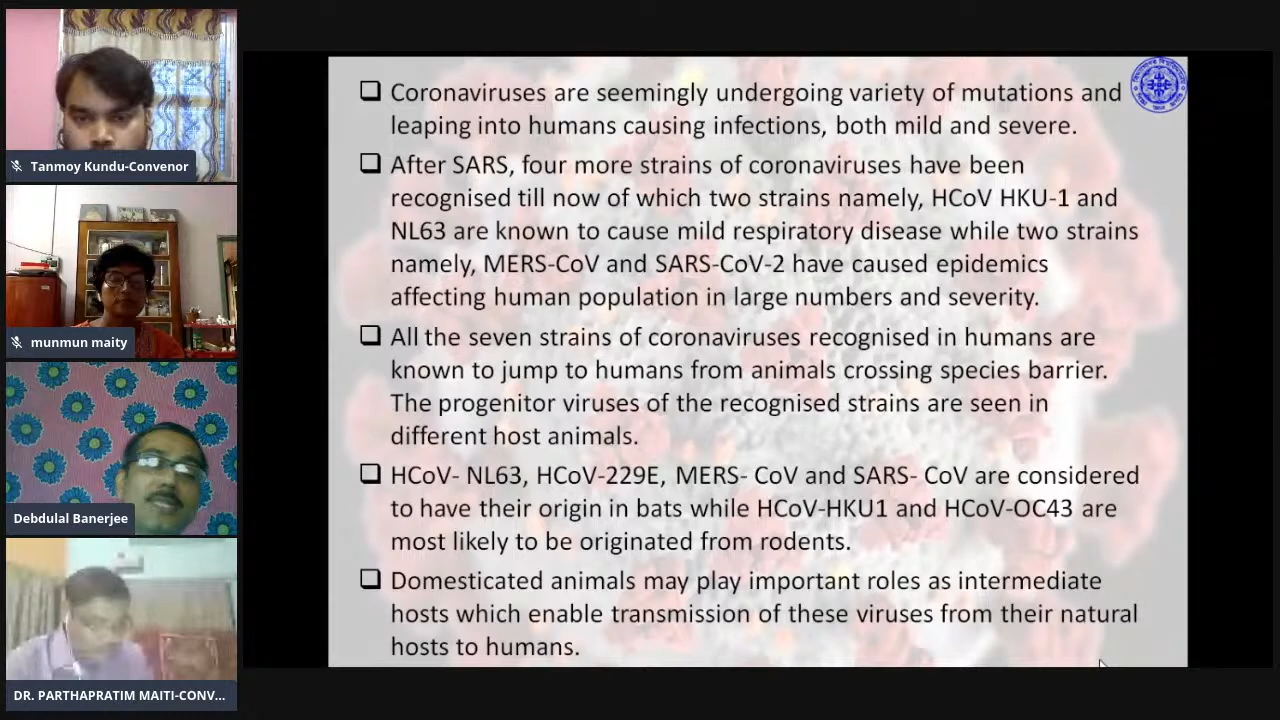 Tanmoy Kundu-Convenor
munmun maity
Debdulal Banerjee
DR. PARTHAPRATIM MAITI-CONV...
Coronaviruses are seemingly undergoing variety of mutations and
leaping into humans causing infections, both mild and severe.
After SARS, four more strains of coronaviruses have been
recognised till now of which two strains namely, HCoV HKU-1 and
NL63 are known to cause mild respiratory disease while two strains
namely, MERS-CoV and SARS-CoV-2 have caused epidemics
affecting human population in large numbers and severity.
All the seven strains of coronaviruses recognised in humans are
known to jump to humans from animals crossing species barrier.
The progenitor viruses of the recognised strains are seen in
different host animals.
HCoV- NL63, HCoV-229E, MERS- CoV and SARS- CoV are considered
to have their origin in bats while HCoV-HKU1 and HCoV-OC43 are
most likely to be originated from rodents.
Domesticated animals may play important roles as intermediate
hosts which enable transmission of these viruses from their natural
hosts to humans.